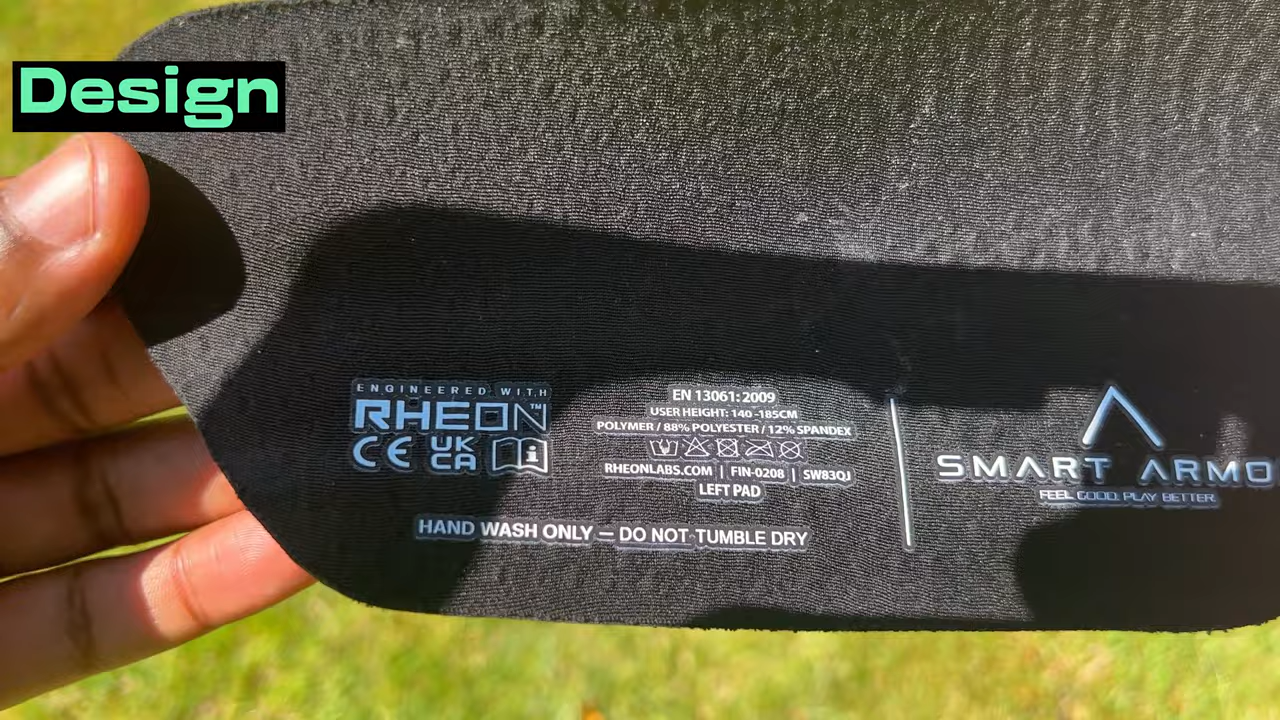 Design
ENGINEERED WITH
RHEON™
CE UK CA
EN 13061:2009
USER HEIGHT: 140 -185CM
POLYMER / 88% POLYESTER / 12% SPANDEX
RHEONLABS.COM | FIN-0208 | SW83QJ
LEFT PAD
HAND WASH ONLY — DO NOT TUMBLE DRY
SMART ARMO
FEEL GOOD. PLAY BETTER.